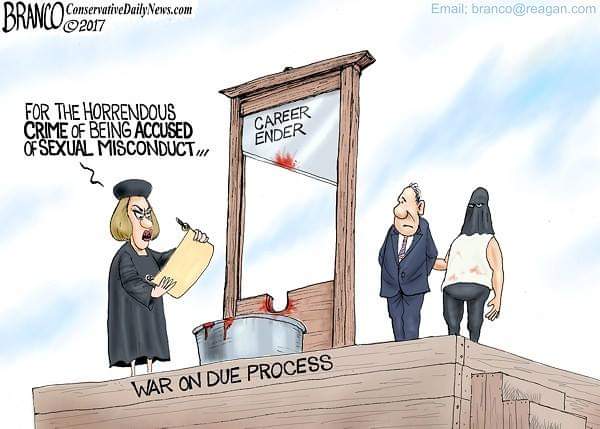 BRANCO ConservativeDailyNews.com
©2017
Email; branco@reagan.com
FOR THE HORRENDOUS
CRIME OF BEING ACCUSED
OF SEXUAL MISCONDUCT,,,
CAREER
ENDER
WAR ON DUE PROCESS